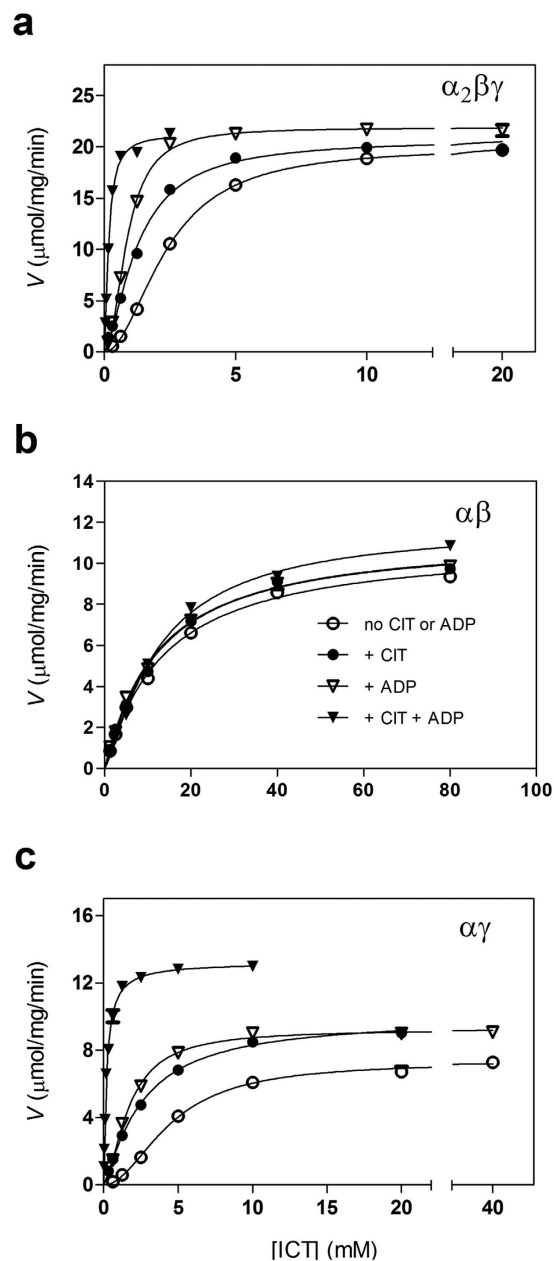 a
α2βγ
V (μmol/mg/min)
25
20
15
10
5
0
0 5 10 20
b
αβ
V (μmol/mg/min)
14
12
10
8
6
4
2
0
no CIT or ADP
+ CIT
+ ADP
+ CIT + ADP
0 20 40 60 80 100
c
αγ
V (μmol/mg/min)
16
12
8
4
0
0 5 10 20 40
[ICT] (mM)